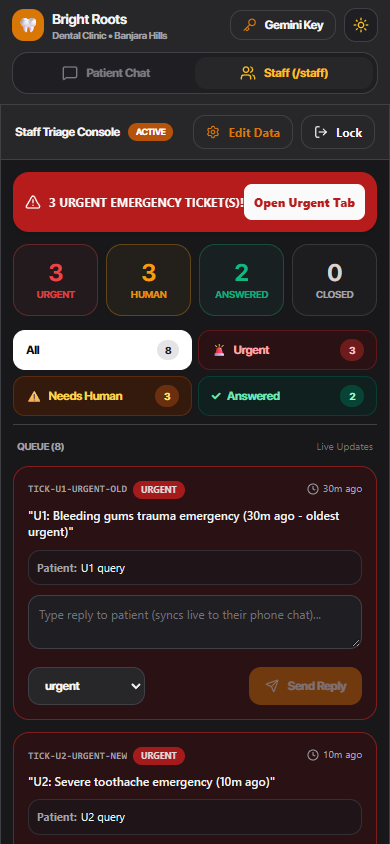 Bright Roots
Dental Clinic • Banjara Hills
Gemini Key
Patient Chat
Staff (/staff)
Staff Triage Console
ACTIVE
Edit Data
Lock
3 URGENT EMERGENCY TICKET(S)!
Open Urgent Tab
3
URGENT
3
HUMAN
2
ANSWERED
0
CLOSED
All
8
Urgent
3
Needs Human
3
Answered
2
QUEUE (8)
Live Updates
TICK-U1-URGENT-OLD
URGENT
30m ago
"U1: Bleeding gums trauma emergency (30m ago - oldest
urgent)"
Patient: U1 query
Type reply to patient (syncs live to their phone chat)...
urgent
Send Reply
TICK-U2-URGENT-NEW
URGENT
10m ago
"U2: Severe toothache emergency (10m ago)"
Patient: U2 query